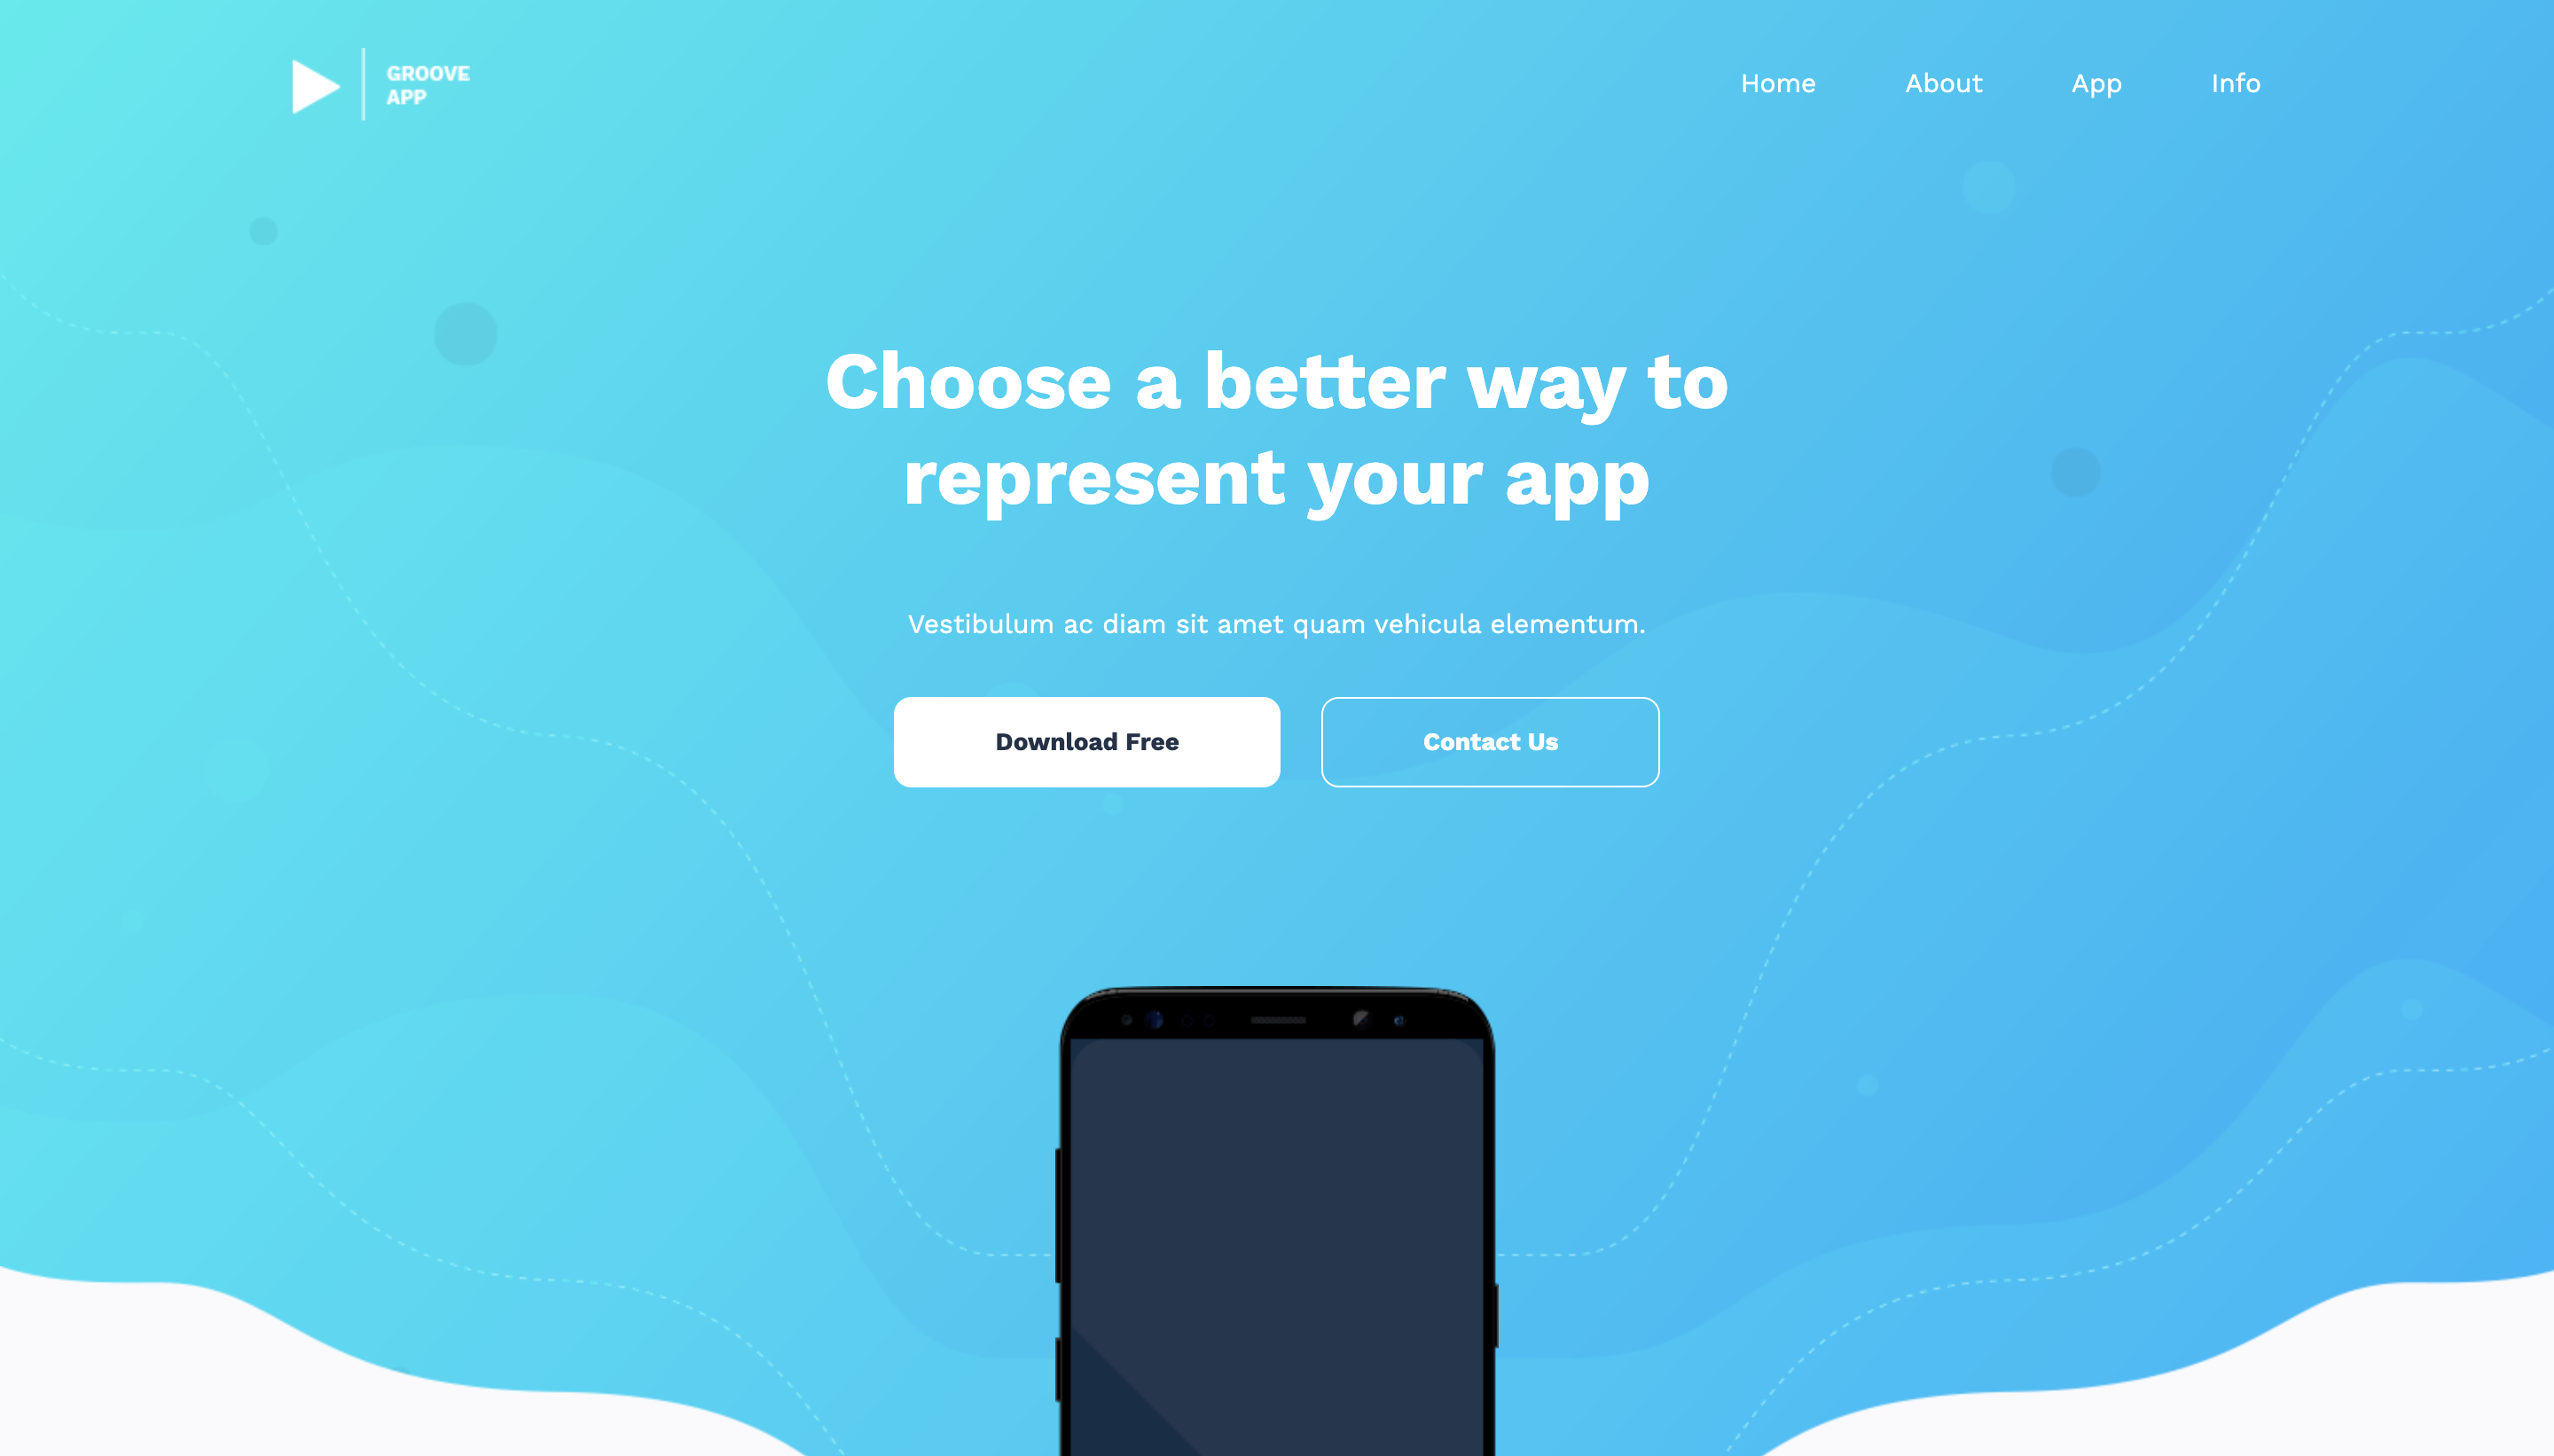 GROOVE
APP
Home
About
App
Info
Choose a better way to
represent your app
Vestibulum ac diam sit amet quam vehicula elementum.
Download Free
Contact Us